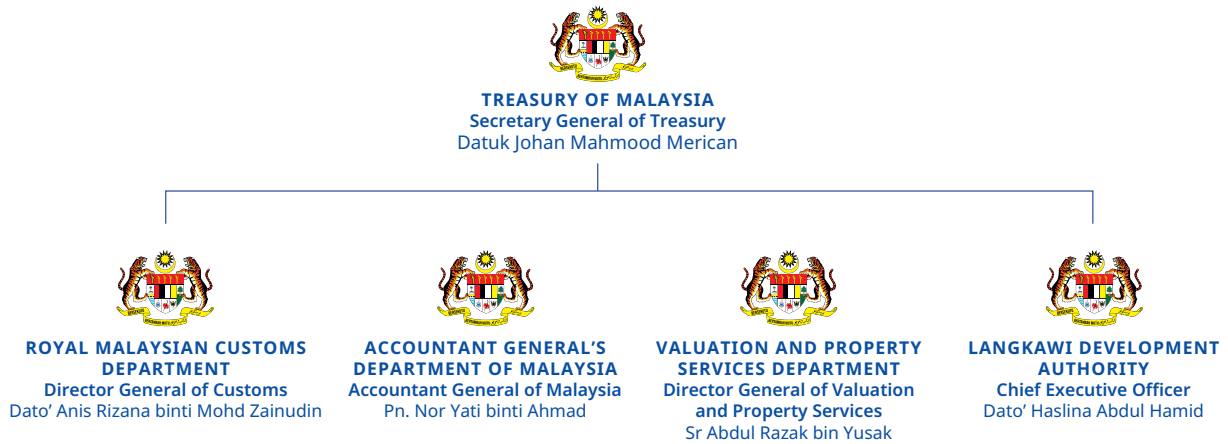 TREASURY OF MALAYSIA
Secretary General of Treasury
Datuk Johan Mahmood Merican
ROYAL MALAYSIAN CUSTOMS
DEPARTMENT
Director General of Customs
Dato’ Anis Rizana binti Mohd Zainudin
ACCOUNTANT GENERAL’S
DEPARTMENT OF MALAYSIA
Accountant General of Malaysia
Pn. Nor Yati binti Ahmad
VALUATION AND PROPERTY
SERVICES DEPARTMENT
Director General of Valuation
and Property Services
Sr Abdul Razak bin Yusak
LANGKAWI DEVELOPMENT
AUTHORITY
Chief Executive Officer
Dato’ Haslina Abdul Hamid